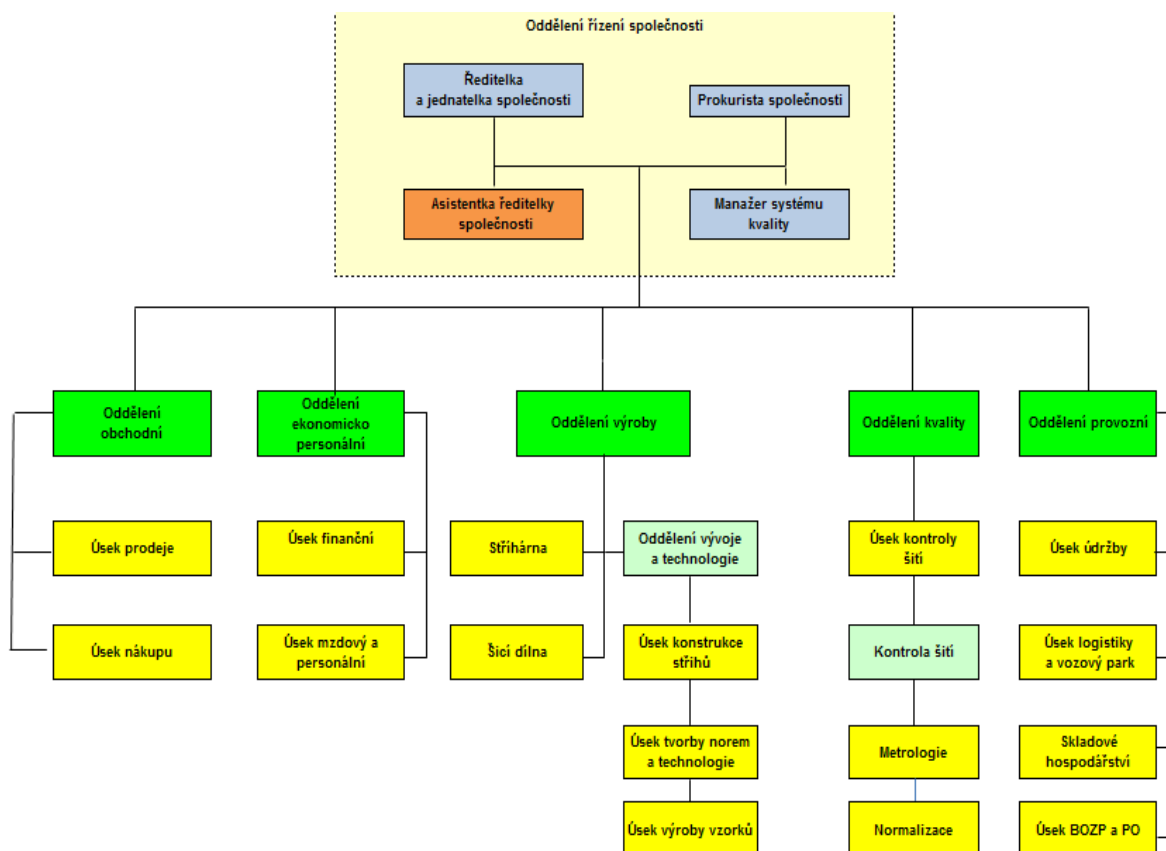 Oddělení řízení společnosti
Ředitelka
a jednatelka společnosti
Prokurista společnosti
Asistentka ředitelky
společnosti
Manažer systému
kvality
Oddělení
obchodní
Oddělení
ekonomicko
personální
Oddělení výroby
Oddělení kvality
Oddělení provozní
Úsek prodeje
Úsek finanční
Stříhárna
Oddělení vývoje
a technologie
Úsek kontroly
šití
Úsek údržby
Úsek nákupu
Úsek mzdový a
personální
Šicí dílna
Úsek konstrukce
střihů
Kontrola šití
Úsek logistiky
a vozový park
Úsek tvorby norem
a technologie
Metrologie
Skladové
hospodářství
Úsek výroby vzorků
Normalizace
Úsek BOZP a PO